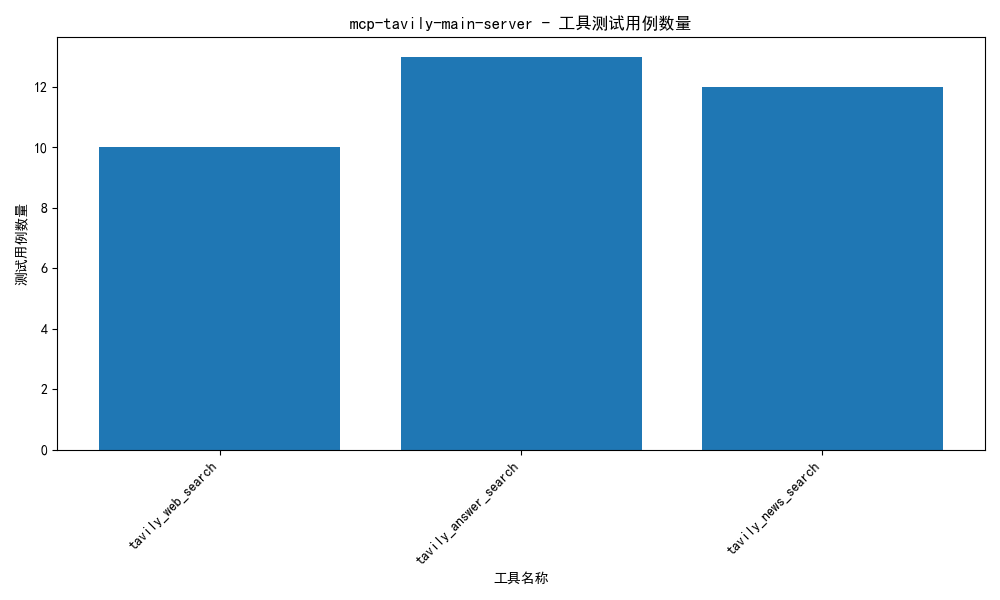 mcp-tavily-main-server - 工具测试用例数量
测试用例数量
12
10
8
6
4
2
0
tavily_web_search
tavily_answer_search
tavily_news_search
工具名称